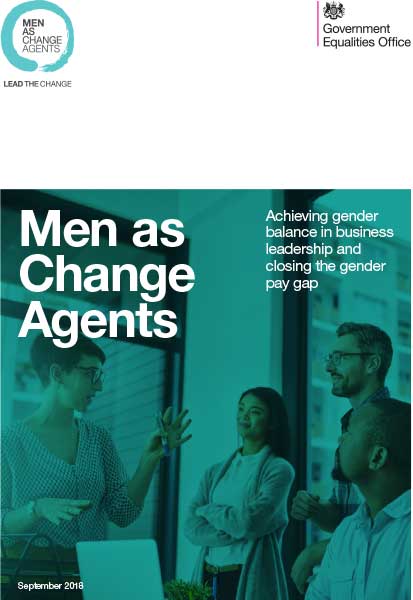 MEN
AS
CHANGE
AGENTS
LEAD THE CHANGE
Government
Equalities Office
Men as
Change
Agents
Achieving gender
balance in business
leadership and
closing the gender
pay gap
September 2018